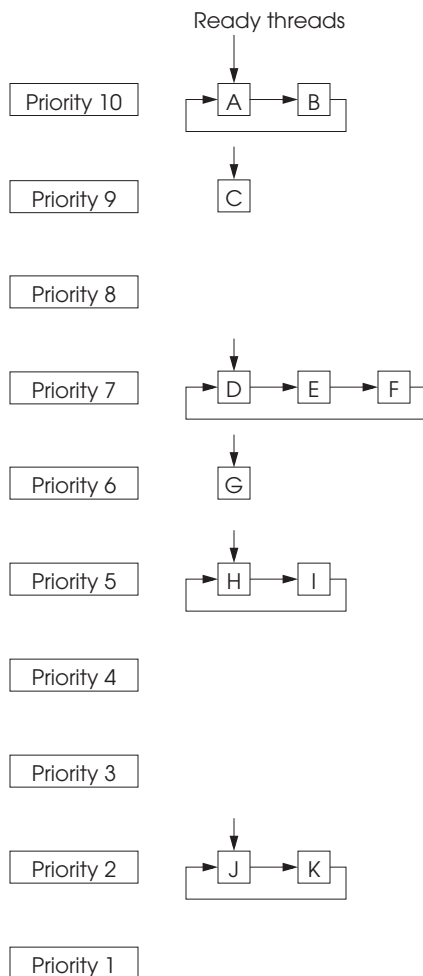 Ready threads
Priority 10 A B
Priority 9 C
Priority 8
Priority 7 D E F
Priority 6 G
Priority 5 H I
Priority 4
Priority 3
Priority 2 J K
Priority 1